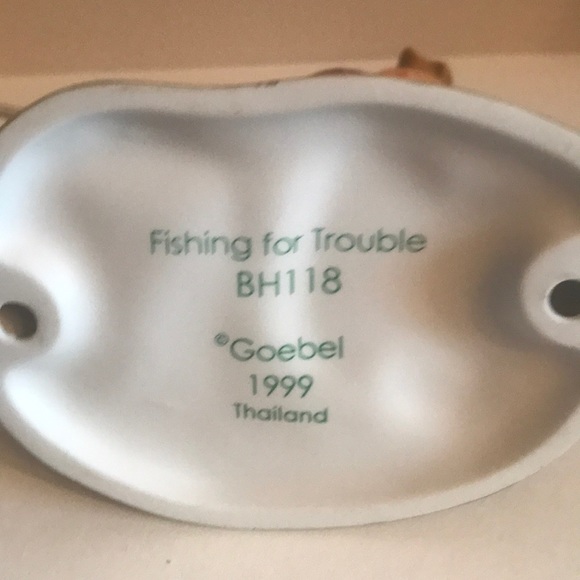 Fishing for Trouble
BH118
©Goebel
1999
Thailand